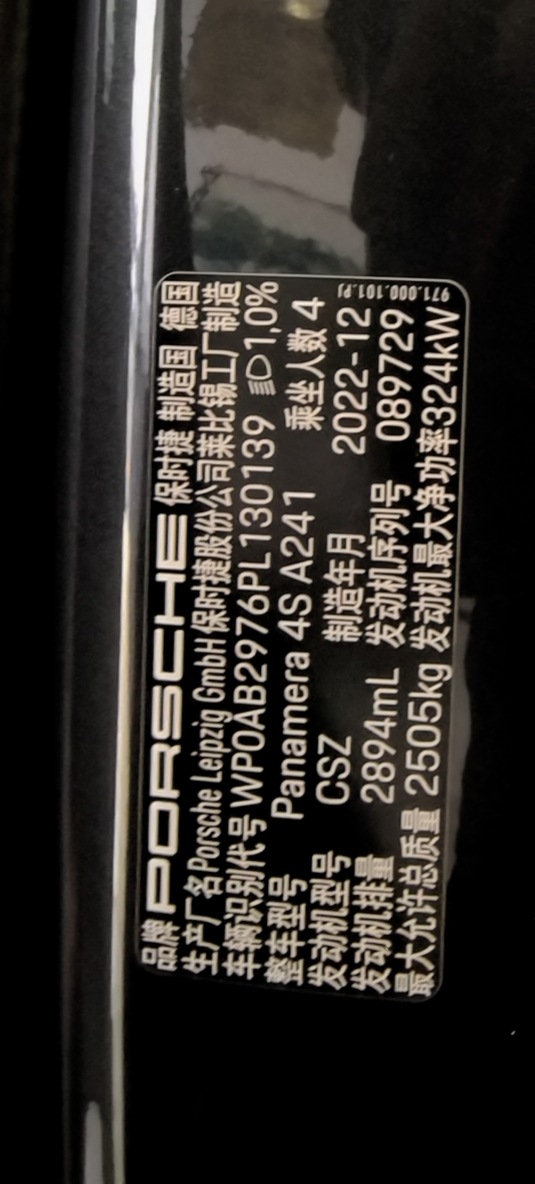 品牌 PORSCHE 保时捷 制造国 德国
生产厂名 Porsche Leipzig GmbH 保时捷股份公司莱比锡工厂制造
车辆识别代号 WP0AB2976PL130139 1,0%
整车型号 Panamera 4S A241 乘坐人数 4
发动机型号 CSZ 制造年月 2022-12
发动机排量 2894mL 发动机序列号 089729
最大允许总质量 2505kg 发动机最大净功率 324kW
971.000.101.PJ